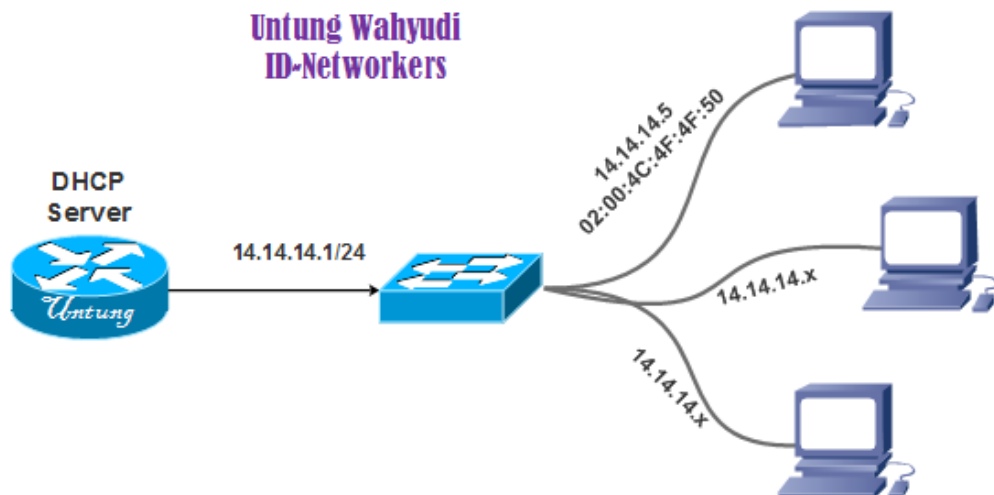 Untung Wahyudi
ID-Networkers
DHCP
Server
Untung
14.14.14.1/24
14.14.14.5
02:00:4C:4F:4F:50
14.14.14.x
14.14.14.x